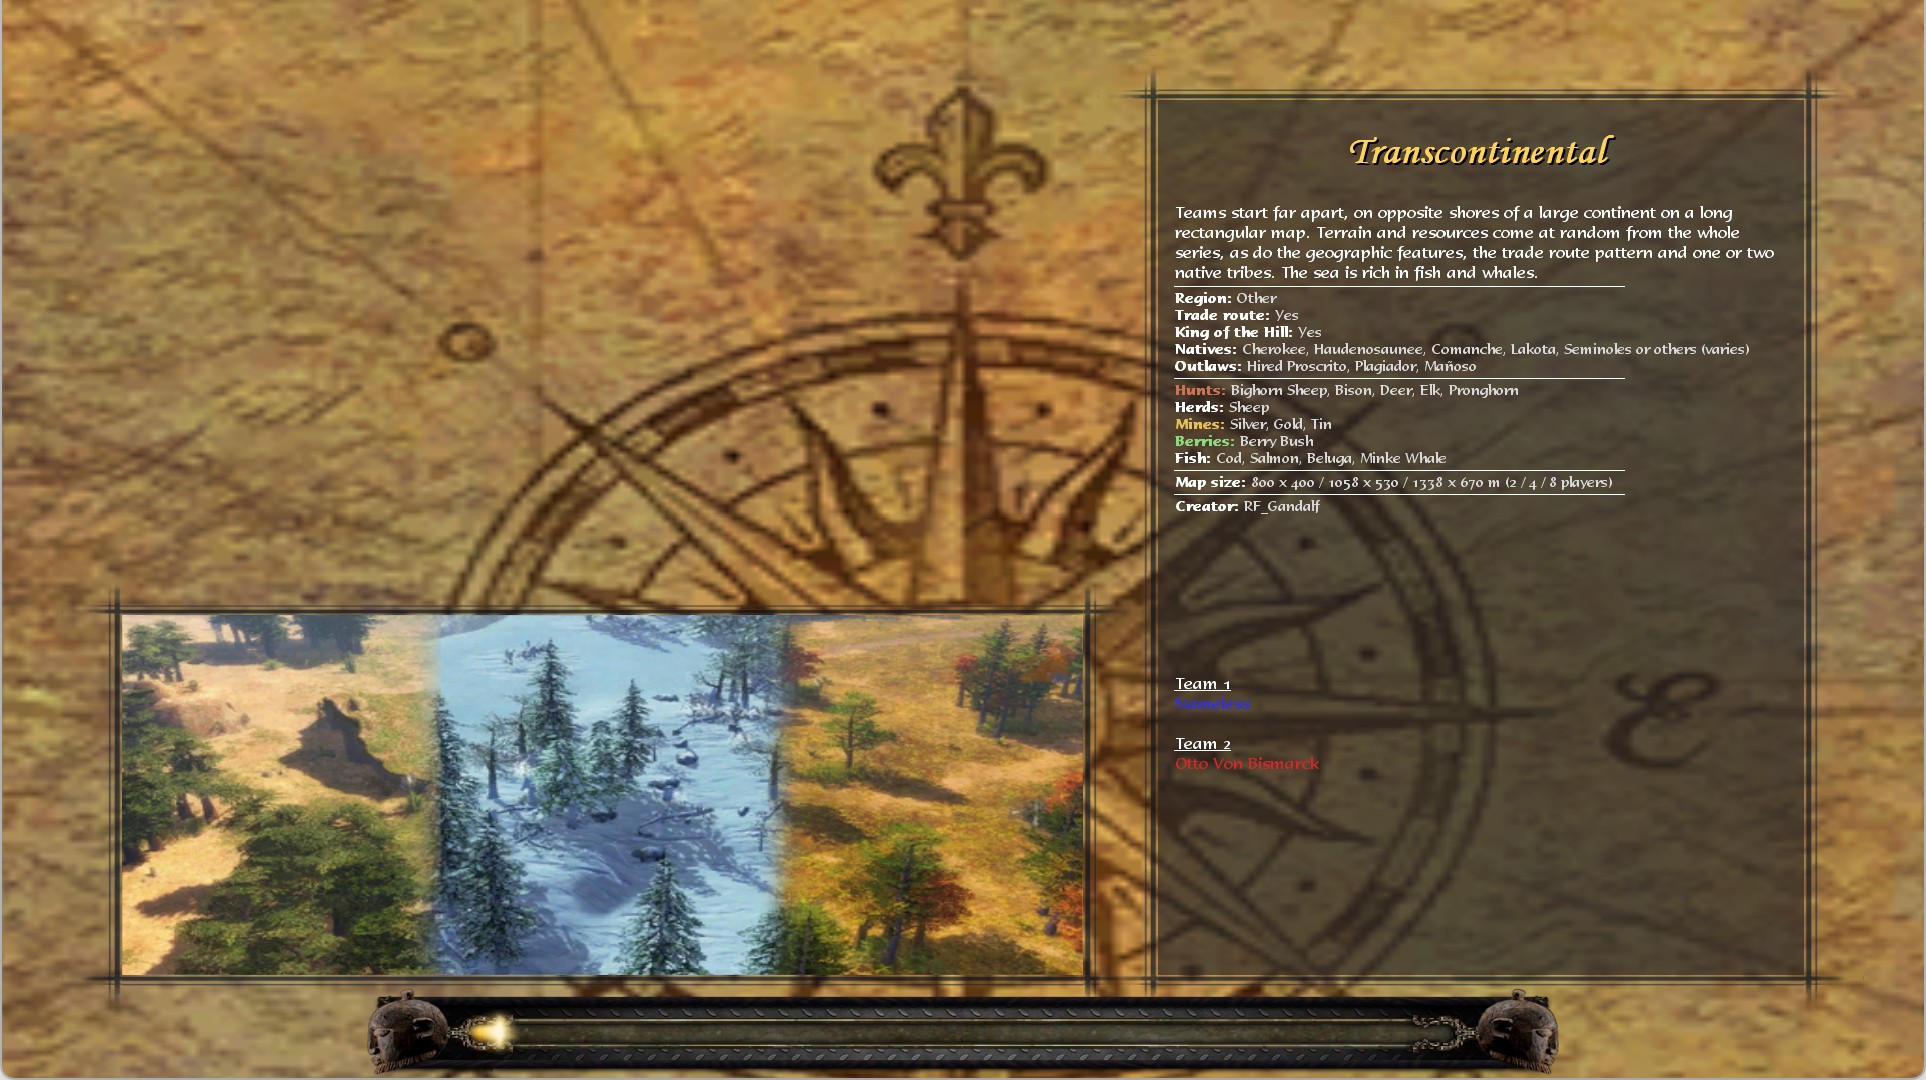 Transcontinental
Teams start far apart, on opposite shores of a large continent on a long
rectangular map. Terrain and resources come at random from the whole
series, as do the geographic features, the trade route pattern and one or two
native tribes. The sea is rich in fish and whales.
Region: Other
Trade route: Yes
King of the Hill: Yes
Natives: Cherokee, Haudenosaunee, Comanche, Lakota, Seminoles or others (varies)
Outlaws: Hired Proscrito, Plagiador, Mañoso
Hunts: Bighorn Sheep, Bison, Deer, Elk, Pronghorn
Herds: Sheep
Mines: Silver, Gold, Tin
Berries: Berry Bush
Fish: Cod, Salmon, Beluga, Minke Whale
Map size: 800 x 400 / 1058 x 530 / 1338 x 670 m (2 / 4 / 8 players)
Creator: RF_Gandalf
E
Team 1
Nameless
Team 2
Otto Von Bismarck